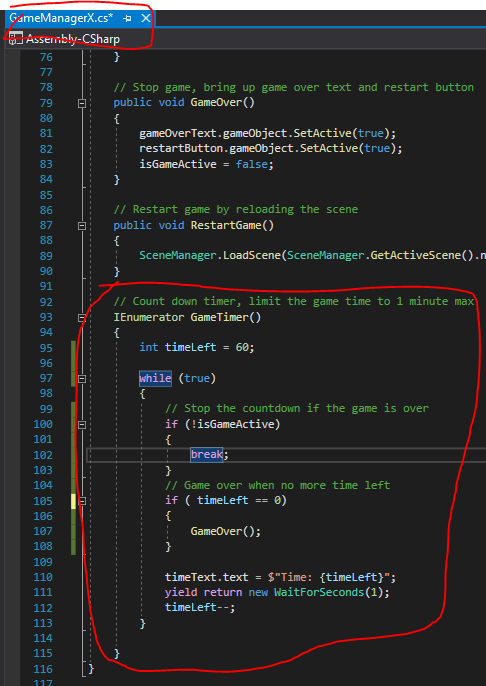 GameManagerX.cs*
Assembly-CSharp
76 }
77
78 // Stop game, bring up game over text and restart button
79 public void GameOver()
80 {
81 gameOverText.gameObject.SetActive(true);
82 restartButton.gameObject.SetActive(true);
83 isGameActive = false;
84 }
85
86 // Restart game by reloading the scene
87 public void RestartGame()
88 {
89 SceneManager.LoadScene(SceneManager.GetActiveScene().n
90 }
91
92 // Count down timer, limit the game time to 1 minute max
93 IEnumerator GameTimer()
94 {
95 int timeLeft = 60;
96
97 while (true)
98 {
99 // Stop the countdown if the game is over
100 if (!isGameActive)
101 {
102 break;
103 }
104 // Game over when no more time left
105 if ( timeLeft == 0)
106 {
107 GameOver();
108 }
109
110 timeText.text = $"Time: {timeLeft}";
111 yield return new WaitForSeconds(1);
112 timeLeft--;
113 }
114
115 }
116 }
117